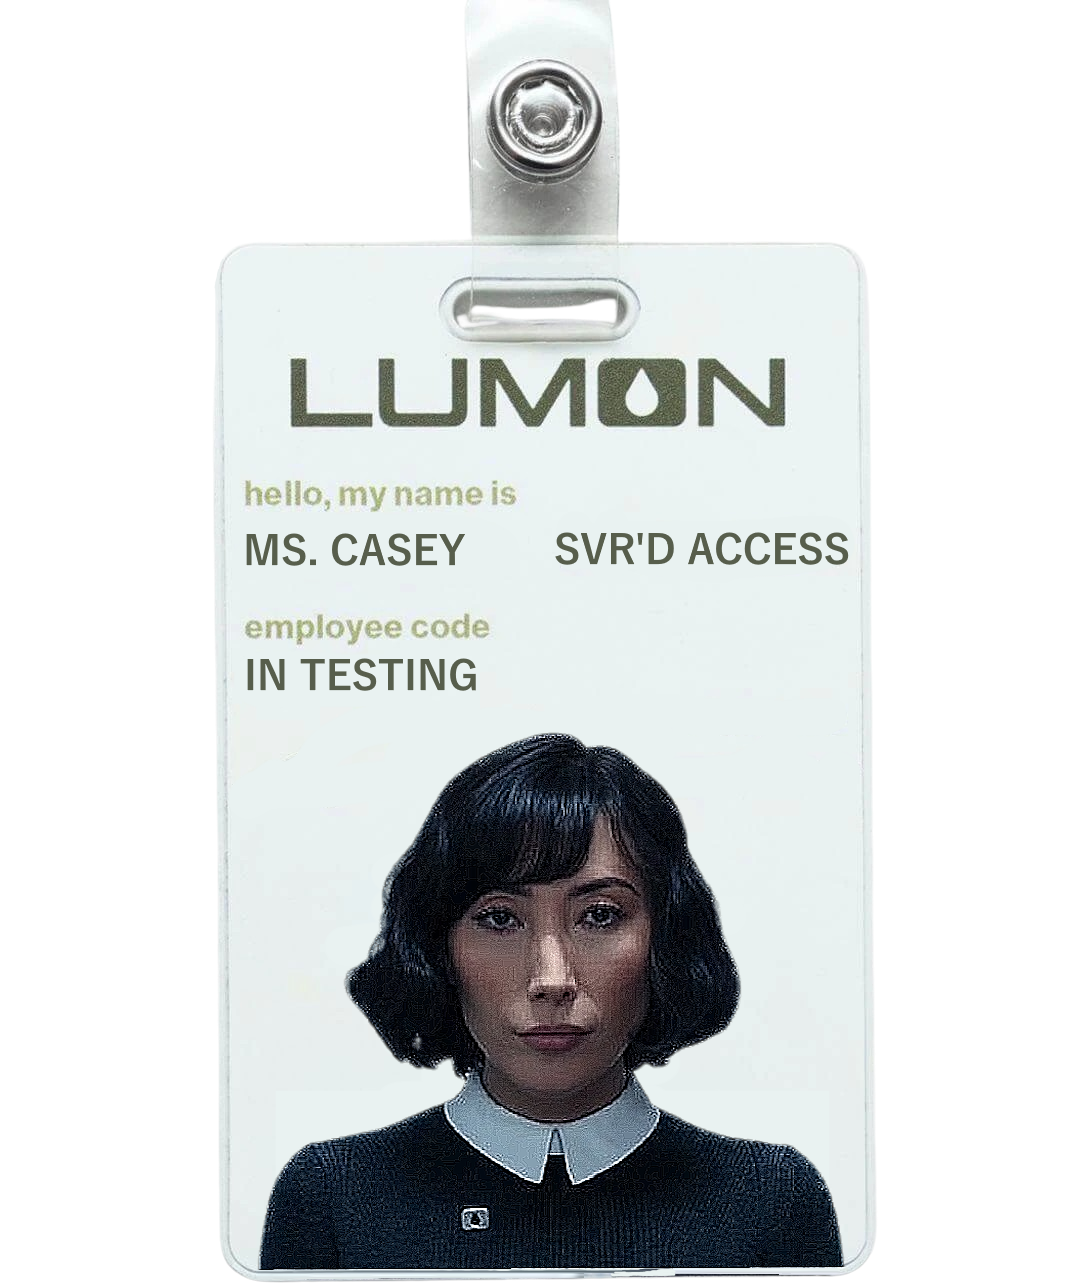 LUMON
hello, my name is
MS. CASEY SVR'D ACCESS
employee code
IN TESTING